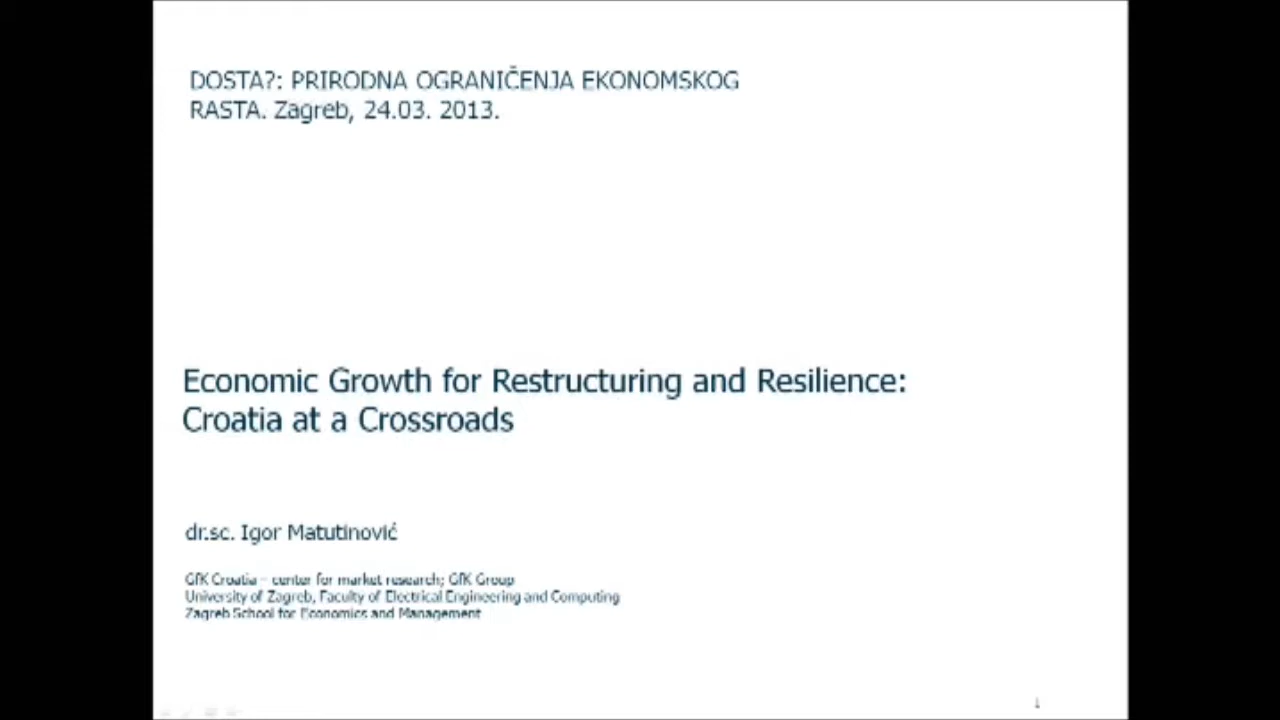 DOSTA?: PRIRODNA OGRANIČENJA EKONOMSKOG
RASTA. Zagreb, 24.03. 2013.
Economic Growth for Restructuring and Resilience:
Croatia at a Crossroads
dr.sc. Igor Matutinović
GfK Croatia – center for market research; GfK Group
University of Zagreb, Faculty of Electrical Engineering and Computing
Zagreb School for Economics and Management
1